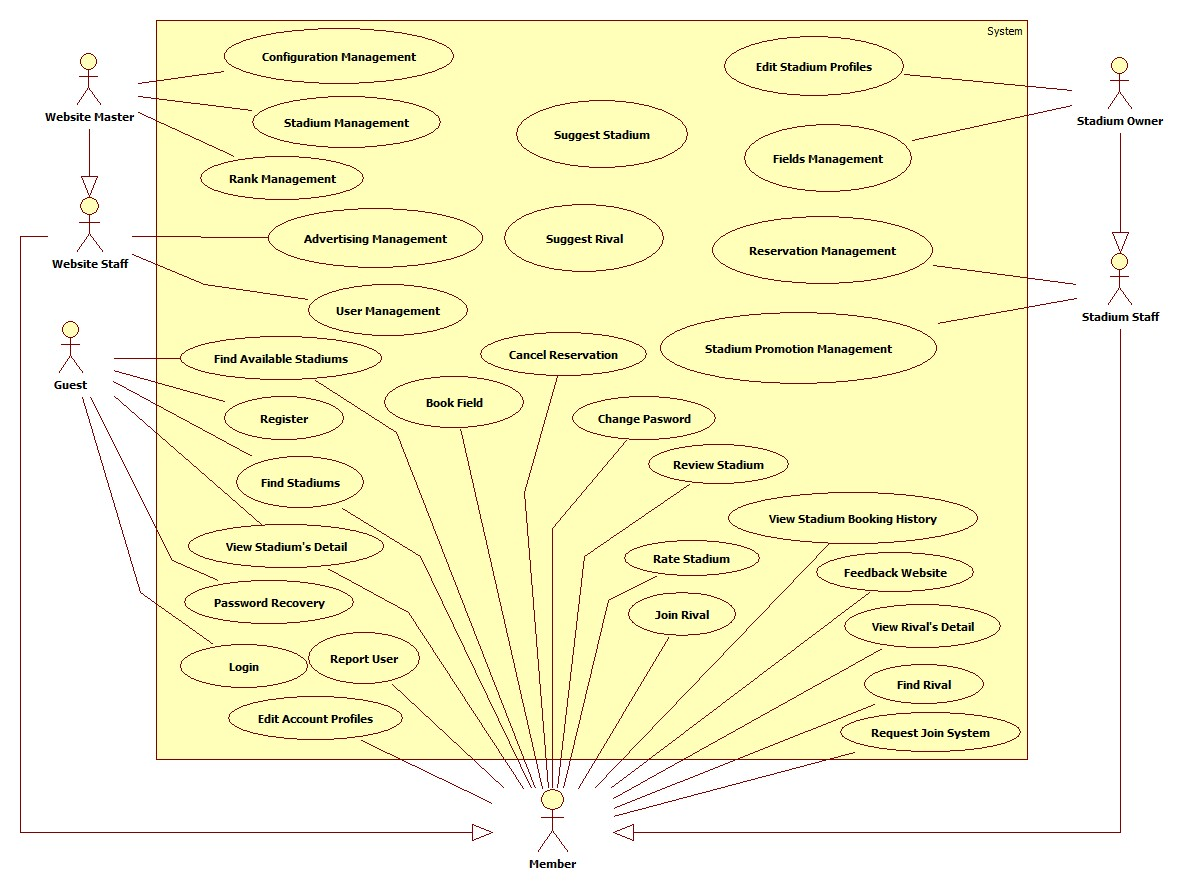 System
Configuration Management
Edit Stadium Profiles
Website Master
Stadium Owner
Stadium Management
Suggest Stadium
Fields Management
Rank Management
Advertising Management
Suggest Rival
Reservation Management
Website Staff
User Management
Stadium Staff
Find Available Stadiums
Cancel Reservation
Stadium Promotion Management
Guest
Book Field
Register
Change Pasword
Review Stadium
Find Stadiums
View Stadium Booking History
View Stadium's Detail
Rate Stadium
Feedback Website
Password Recovery
Join Rival
View Rival's Detail
Report User
Login
Find Rival
Edit Account Profiles
Request Join System
Member